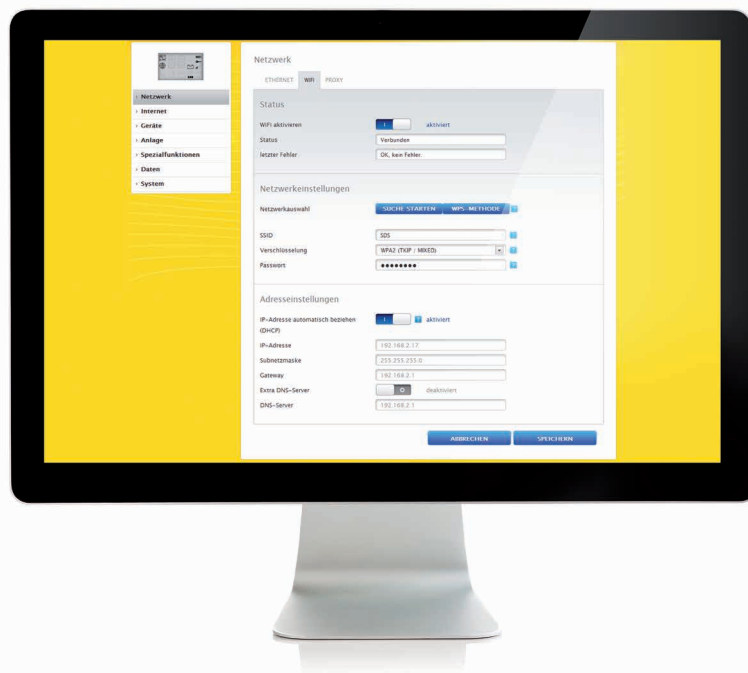 Netzwerk
Internet
Geräte
Anlage
Spezialfunktionen
Daten
System
Netzwerk
ETHERNET WIFI PROXY
Status
WiFi aktivieren aktiviert
Status Verbunden
letzter Fehler OK, kein Fehler.
Netzwerkeinstellungen
Netzwerkauswahl SUCHE STARTEN WPS-METHODE ?
SSID SDS ?
Verschlüsselung WPA2 (TKIP / MIXED) ?
Passwort ●●●●●●●● ?
Adresseinstellungen
IP-Adresse automatisch beziehen ? aktiviert
(DHCP)
IP-Adresse 192.168.2.17
Subnetzmaske 255.255.255.0
Gateway 192.168.2.1
Extra DNS-Server deaktiviert
DNS-Server 192.168.2.1
ABBRECHEN SPEICHERN